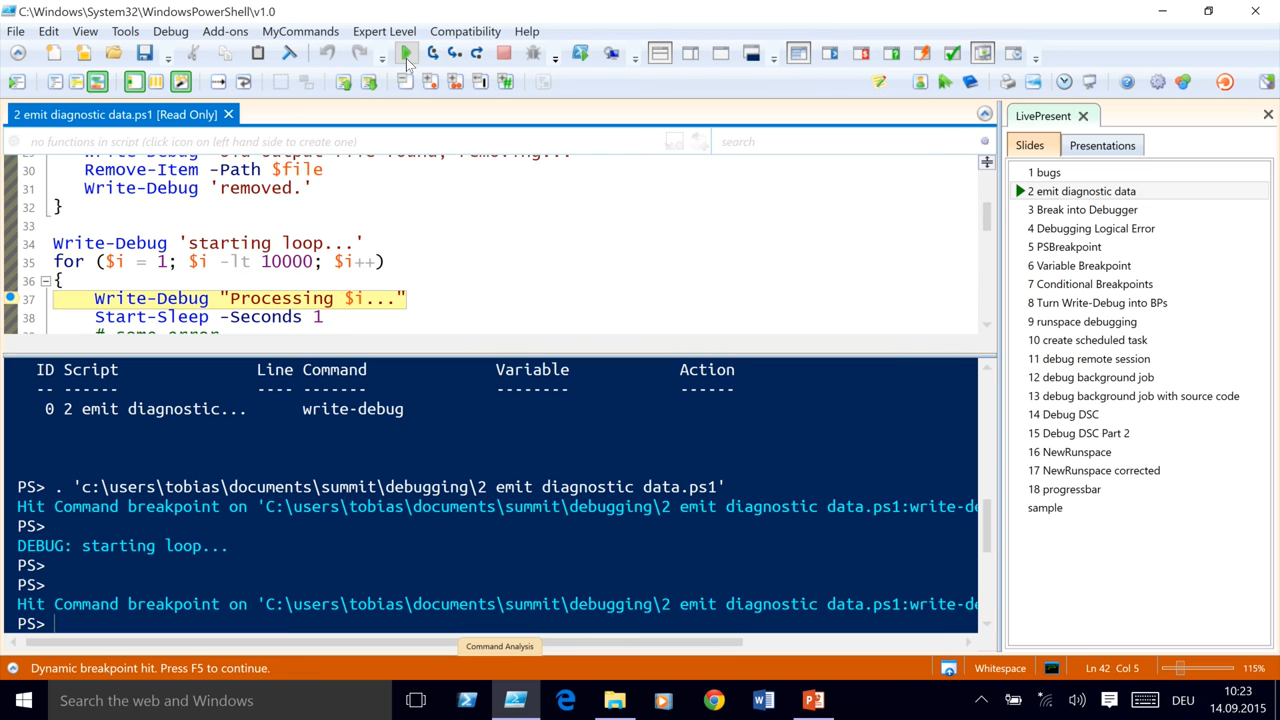 C:\Windows\System32\WindowsPowerShell\v1.0
File Edit View Tools Debug Add-ons MyCommands Expert Level Compatibility Help
2 emit diagnostic data.ps1 [Read Only]
no functions in script (click icon on left hand side to create one)
search
30 Remove-Item -Path $file
31 Write-Debug 'removed.'
32 }
33
34 Write-Debug 'starting loop...'
35 for ($i = 1; $i -lt 10000; $i++)
36 {
37 Write-Debug "Processing $i..."
38 Start-Sleep -Seconds 1
# some error
ID Script Line Command Variable Action
-- ------ ---- ------- -------- ------
0 2 emit diagnostic... write-debug
PS> . 'c:\users\tobias\documents\summit\debugging\2 emit diagnostic data.ps1'
Hit Command breakpoint on 'C:\users\tobias\documents\summit\debugging\2 emit diagnostic data.ps1:write-de
PS>
DEBUG: starting loop...
PS>
PS>
Hit Command breakpoint on 'C:\users\tobias\documents\summit\debugging\2 emit diagnostic data.ps1:write-de
PS>
Command Analysis
LivePresent
Slides Presentations
1 bugs
2 emit diagnostic data
3 Break into Debugger
4 Debugging Logical Error
5 PSBreakpoint
6 Variable Breakpoint
7 Conditional Breakpoints
8 Turn Write-Debug into BPs
9 runspace debugging
10 create scheduled task
11 debug remote session
12 debug background job
13 debug background job with source code
14 Debug DSC
15 Debug DSC Part 2
16 NewRunspace
17 NewRunspace corrected
18 progressbar
sample
Dynamic breakpoint hit. Press F5 to continue.
Whitespace
Ln 42 Col 5
115%
Search the web and Windows
DEU
10:23
14.09.2015